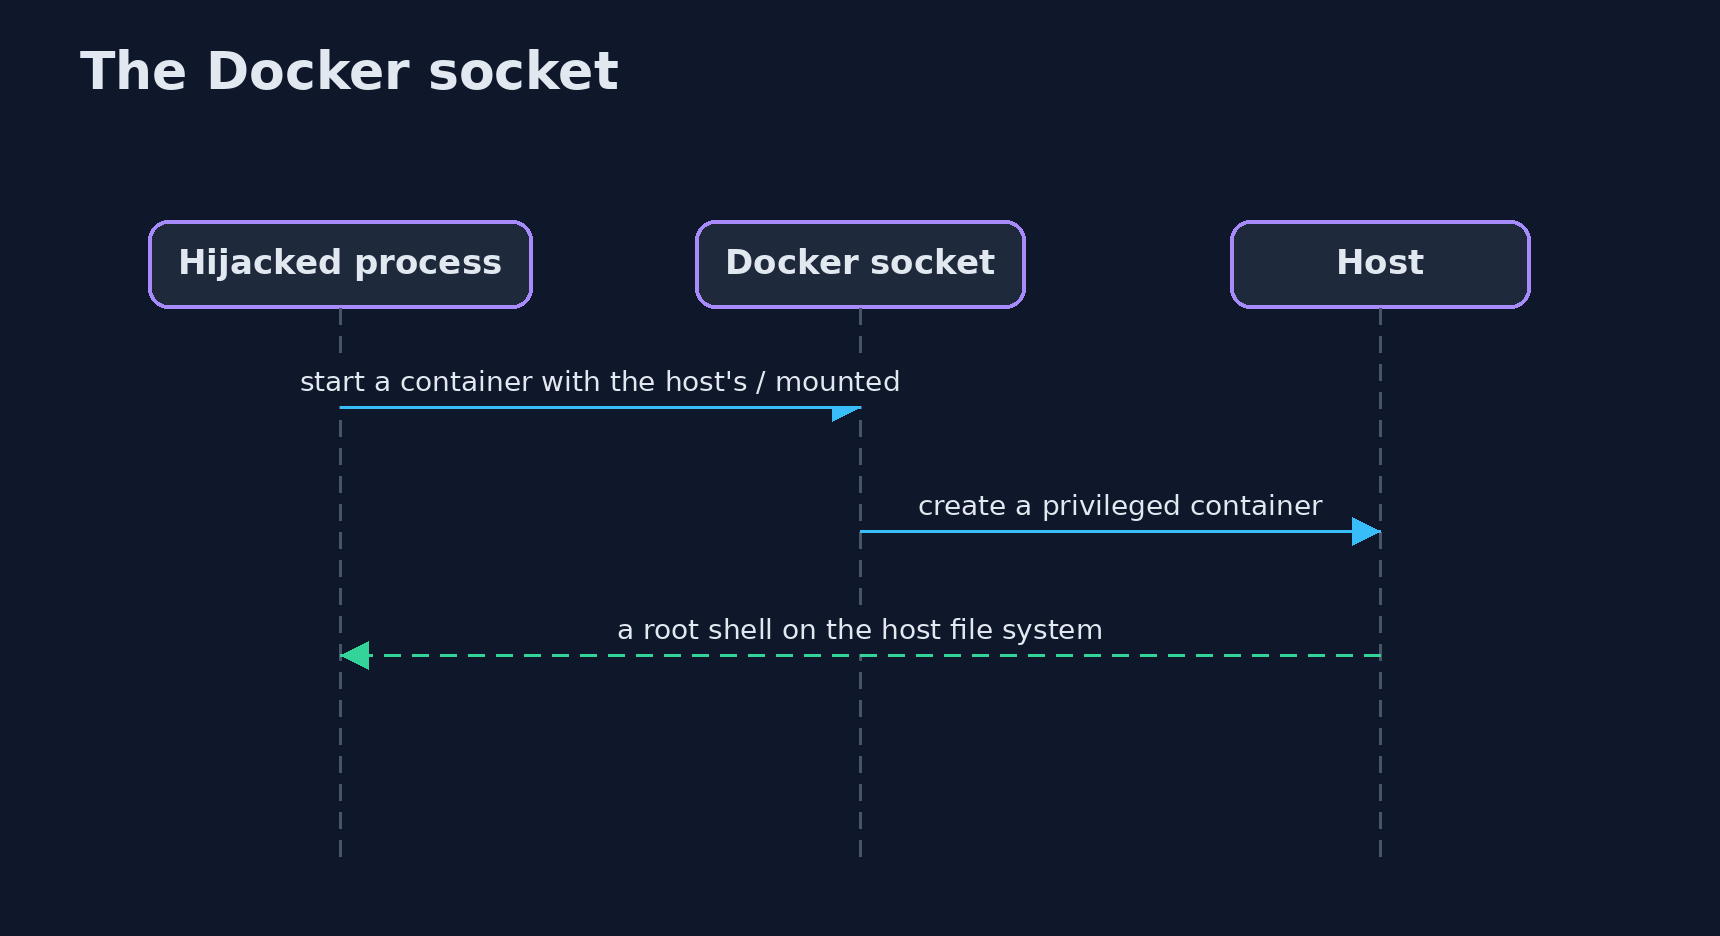 The Docker socket
Hijacked process
Docker socket
Host
start a container with the host's / mounted
create a privileged container
a root shell on the host file system